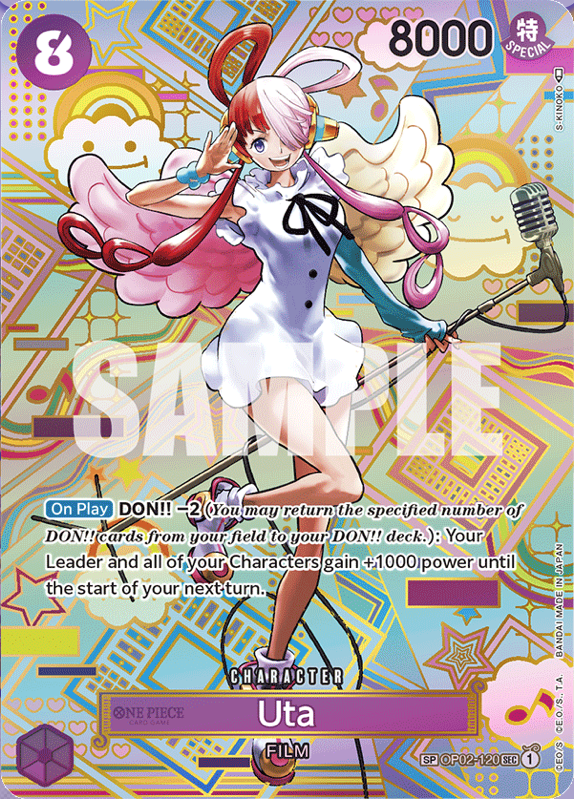 8
8000
特
SPECIAL
S-KINOKO
SAMPLE
On Play DON!! −2 (You may return the specified number of
DON!! cards from your field to your DON!! deck.): Your
Leader and all of your Characters gain +1000 power until
the start of your next turn.
CHARACTER
ONE PIECE
CARD GAME
Uta
FILM
SP OP02-120 SEC 1
©E.O/S ©E.O./S., T.A. BANDAI MADE IN JAPAN